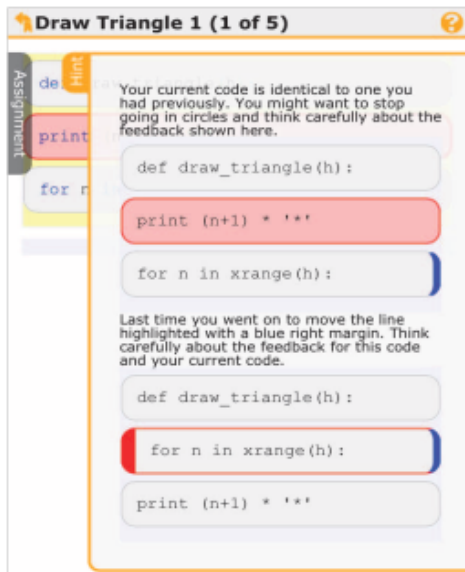 Draw Triangle 1 (1 of 5)
?
Assignment
Hint
de
print
for n
Your current code is identical to one you
had previously. You might want to stop
going in circles and think carefully about the
feedback shown here.
def draw_triangle(h):
print (n+1) * '*'
for n in xrange(h):
Last time you went on to move the line
highlighted with a blue right margin. Think
carefully about the feedback for this code
and your current code.
def draw_triangle(h):
for n in xrange(h):
print (n+1) * '*'